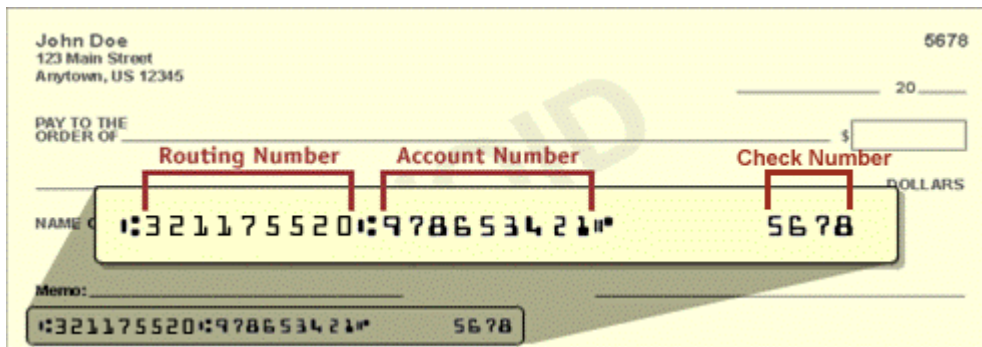 John Doe 5678
123 Main Street
Anytown, US 12345
20
PAY TO THE
ORDER OF $
Routing Number Account Number Check Number
DOLLARS
NAME
⑆321175520⑆978653421⑈ 5678
Memo:
⑆321175520⑆978653421⑈ 5678